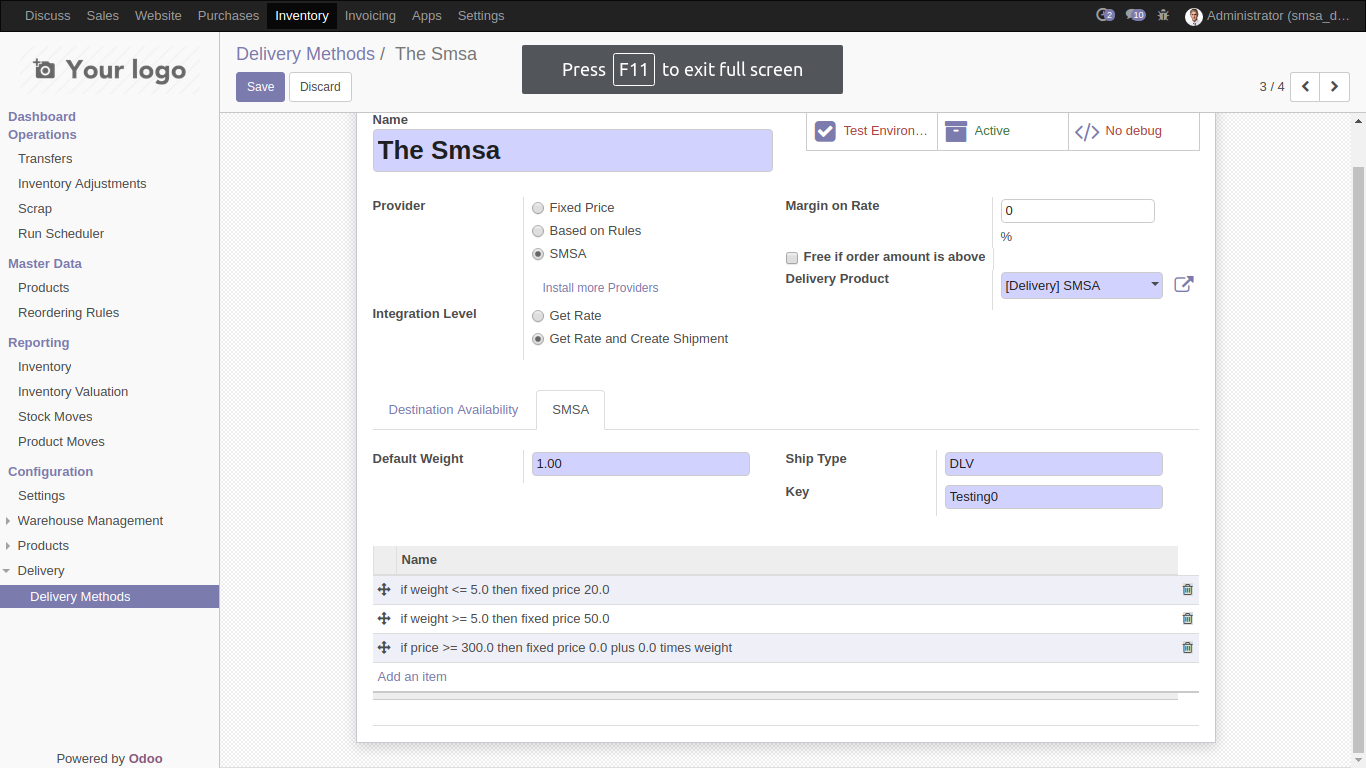 Discuss Sales Website Purchases Inventory Invoicing Apps Settings 2 10 Administrator (smsa_d...
Your logo
Delivery Methods / The Smsa
Press F11 to exit full screen
Save Discard
3 / 4
Dashboard
Operations
Transfers
Inventory Adjustments
Scrap
Run Scheduler
Master Data
Products
Reordering Rules
Reporting
Inventory
Inventory Valuation
Stock Moves
Product Moves
Configuration
Settings
Warehouse Management
Products
Delivery
Delivery Methods
Powered by Odoo
Name
The Smsa
Test Environ... Active No debug
Provider
Fixed Price
Based on Rules
SMSA
Install more Providers
Integration Level
Get Rate
Get Rate and Create Shipment
Margin on Rate
0
%
Free if order amount is above
Delivery Product
[Delivery] SMSA
Destination Availability SMSA
Default Weight 1.00
Ship Type DLV
Key Testing0
Name
if weight <= 5.0 then fixed price 20.0
if weight >= 5.0 then fixed price 50.0
if price >= 300.0 then fixed price 0.0 plus 0.0 times weight
Add an item